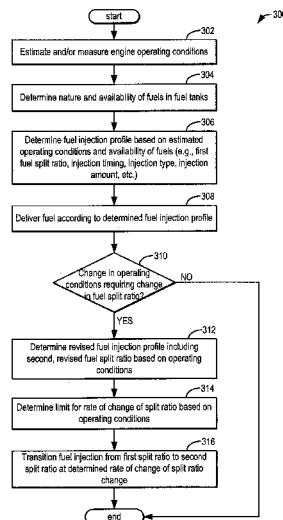 start
300
302
Estimate and/or measure engine operating conditions
304
Determine nature and availability of fuels in fuel tanks
306
Determine fuel injection profile based on estimated
operating conditions and availability of fuels (e.g., first
fuel split ratio, injection timing, injection type, injection
amount, etc.)
308
Deliver fuel according to determined fuel injection profile
310
Change in operating
conditions requiring change
in fuel split ratio?
NO
YES
312
Determine revised fuel injection profile including
second, revised fuel split ratio based on operating
conditions
314
Determine limit for rate of change of split ratio based on
operating conditions
316
Transition fuel injection from first split ratio to second
split ratio at determined rate of change of split ratio
change
end